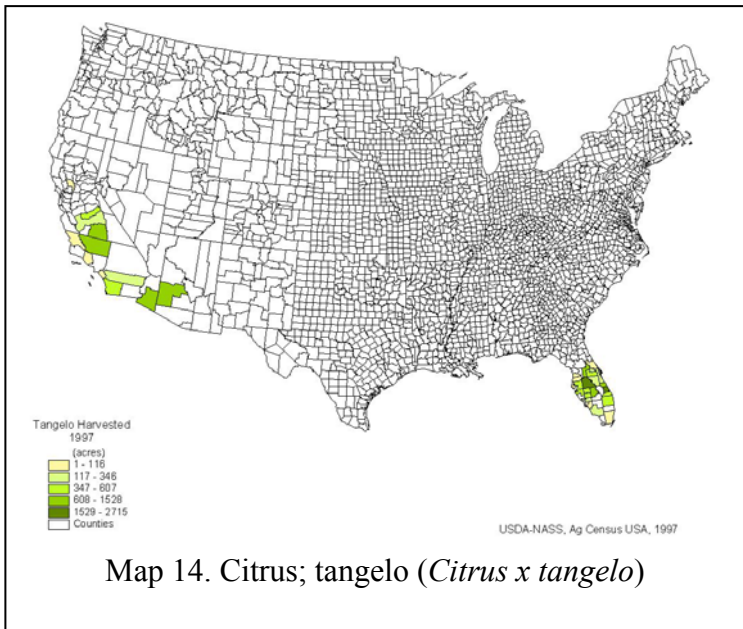 Tangelo Harvested
1997
(acres)
1 - 116
117 - 346
347 - 607
608 - 1528
1529 - 2715
Counties
USDA-NASS, Ag Census USA, 1997
Map 14. Citrus; tangelo (Citrus x tangelo)